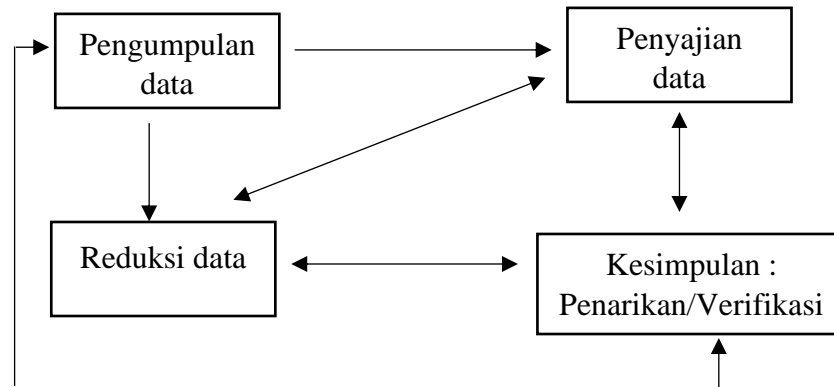 Pengumpulan
data
Penyajian
data
Reduksi data
Kesimpulan :
Penarikan/Verifikasi